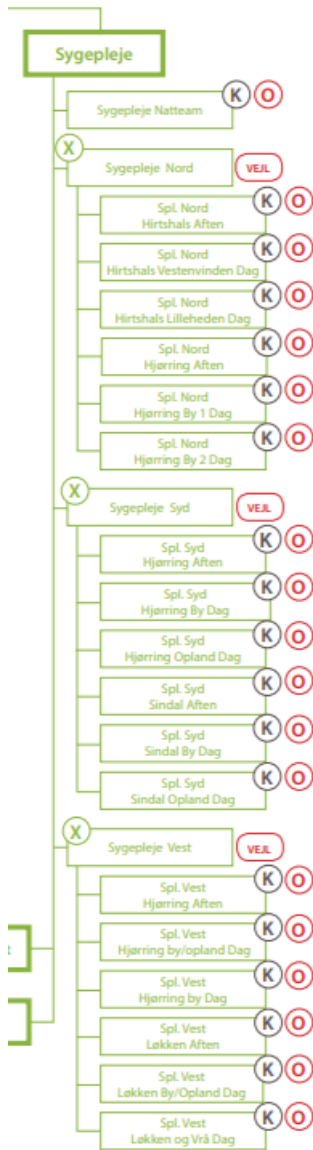 Sygepleje
K O
Sygepleje Natteam
X
Sygepleje Nord
VEJL
K O
Spl. Nord
Hirtshals Aften
K O
Spl. Nord
Hirtshals Vestenvinden Dag
K O
Spl. Nord
Hirtshals Lilleheden Dag
K O
Spl. Nord
Hjørring Aften
K O
Spl. Nord
Hjørring By 1 Dag
K O
Spl. Nord
Hjørring By 2 Dag
X
Sygepleje Syd
VEJL
K O
Spl. Syd
Hjørring Aften
K O
Spl. Syd
Hjørring By Dag
K O
Spl. Syd
Hjørring Opland Dag
K O
Spl. Syd
Sindal Aften
K O
Spl. Syd
Sindal By Dag
K O
Spl. Syd
Sindal Opland Dag
X
Sygepleje Vest
VEJL
K O
Spl. Vest
Hjørring Aften
K O
Spl. Vest
Hjørring by/opland Dag
K O
Spl. Vest
Hjørring by Dag
K O
Spl. Vest
Løkken Aften
K O
Spl. Vest
Løkken By/Opland Dag
K O
Spl. Vest
Løkken og Vrå Dag